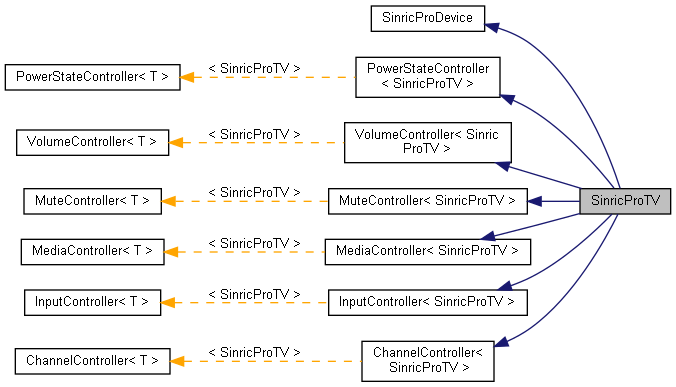 SinricProDevice
PowerStateController< T >
< SinricProTV >
PowerStateController
< SinricProTV >
VolumeController< T >
< SinricProTV >
VolumeController< Sinric
ProTV >
MuteController< T >
< SinricProTV >
MuteController< SinricProTV >
SinricProTV
MediaController< T >
< SinricProTV >
MediaController< SinricProTV >
InputController< T >
< SinricProTV >
InputController< SinricProTV >
ChannelController< T >
< SinricProTV >
ChannelController<
SinricProTV >